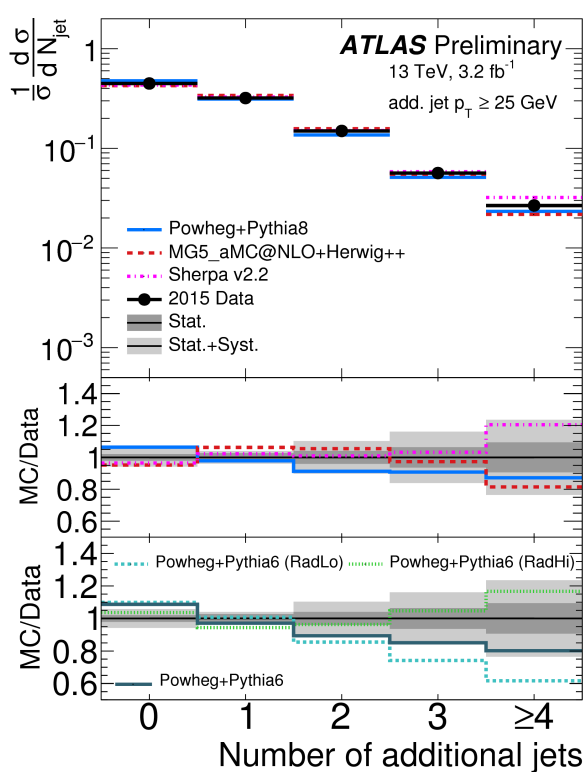 1/σ d σ/d N_jet
ATLAS Preliminary
13 TeV, 3.2 fb⁻¹
add. jet p_T ≥ 25 GeV
1
10⁻¹
10⁻²
10⁻³
Powheg+Pythia8
MG5_aMC@NLO+Herwig++
Sherpa v2.2
2015 Data
Stat.
Stat.+Syst.
MC/Data
1.4
1.2
1
0.8
0.6
MC/Data
1.4
1.2
1
0.8
0.6
Powheg+Pythia6 (RadLo)
Powheg+Pythia6 (RadHi)
Powheg+Pythia6
0 1 2 3 ≥4
Number of additional jets